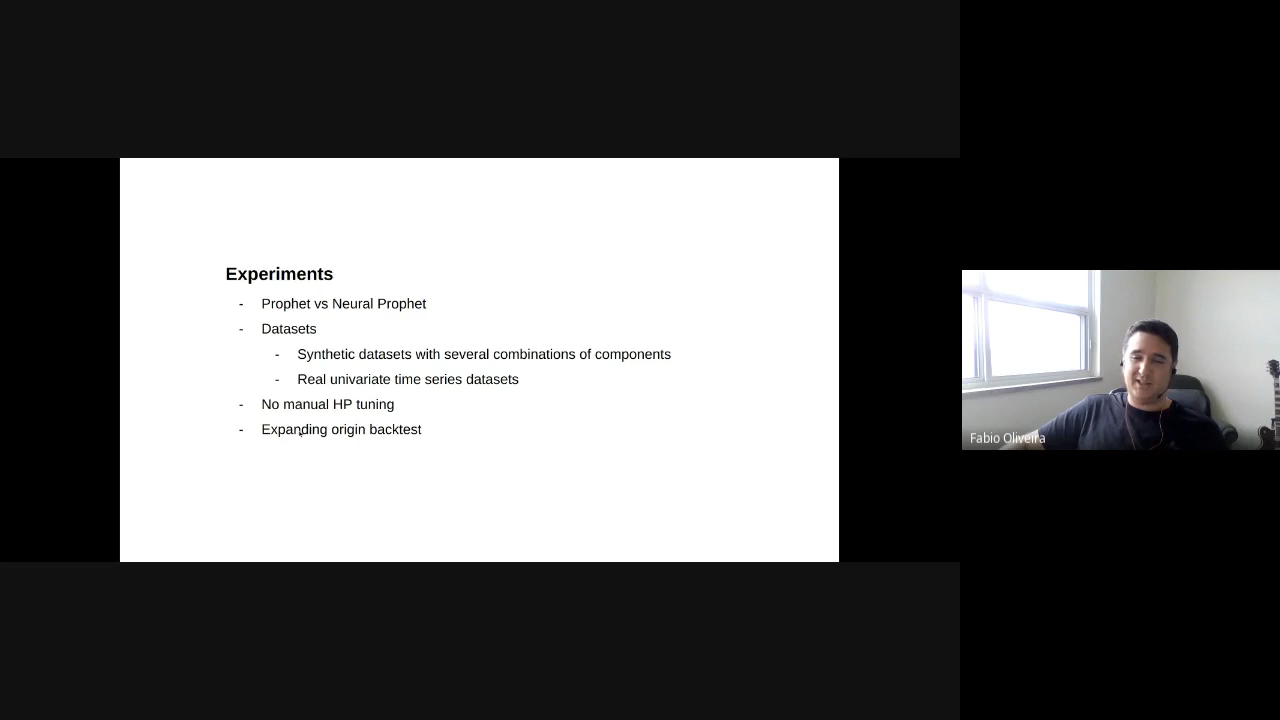 Experiments
- Prophet vs Neural Prophet
- Datasets
- Synthetic datasets with several combinations of components
- Real univariate time series datasets
- No manual HP tuning
- Expanding origin backtest
Fabio Oliveira